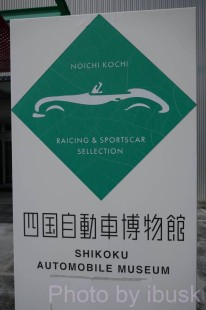 NOICHI KOCHI
RAICING & SPORTSCAR
SELLECTION
四国自動車博物館
SHIKOKU
AUTOMOBILE MUSEUM
Photo by ibusk